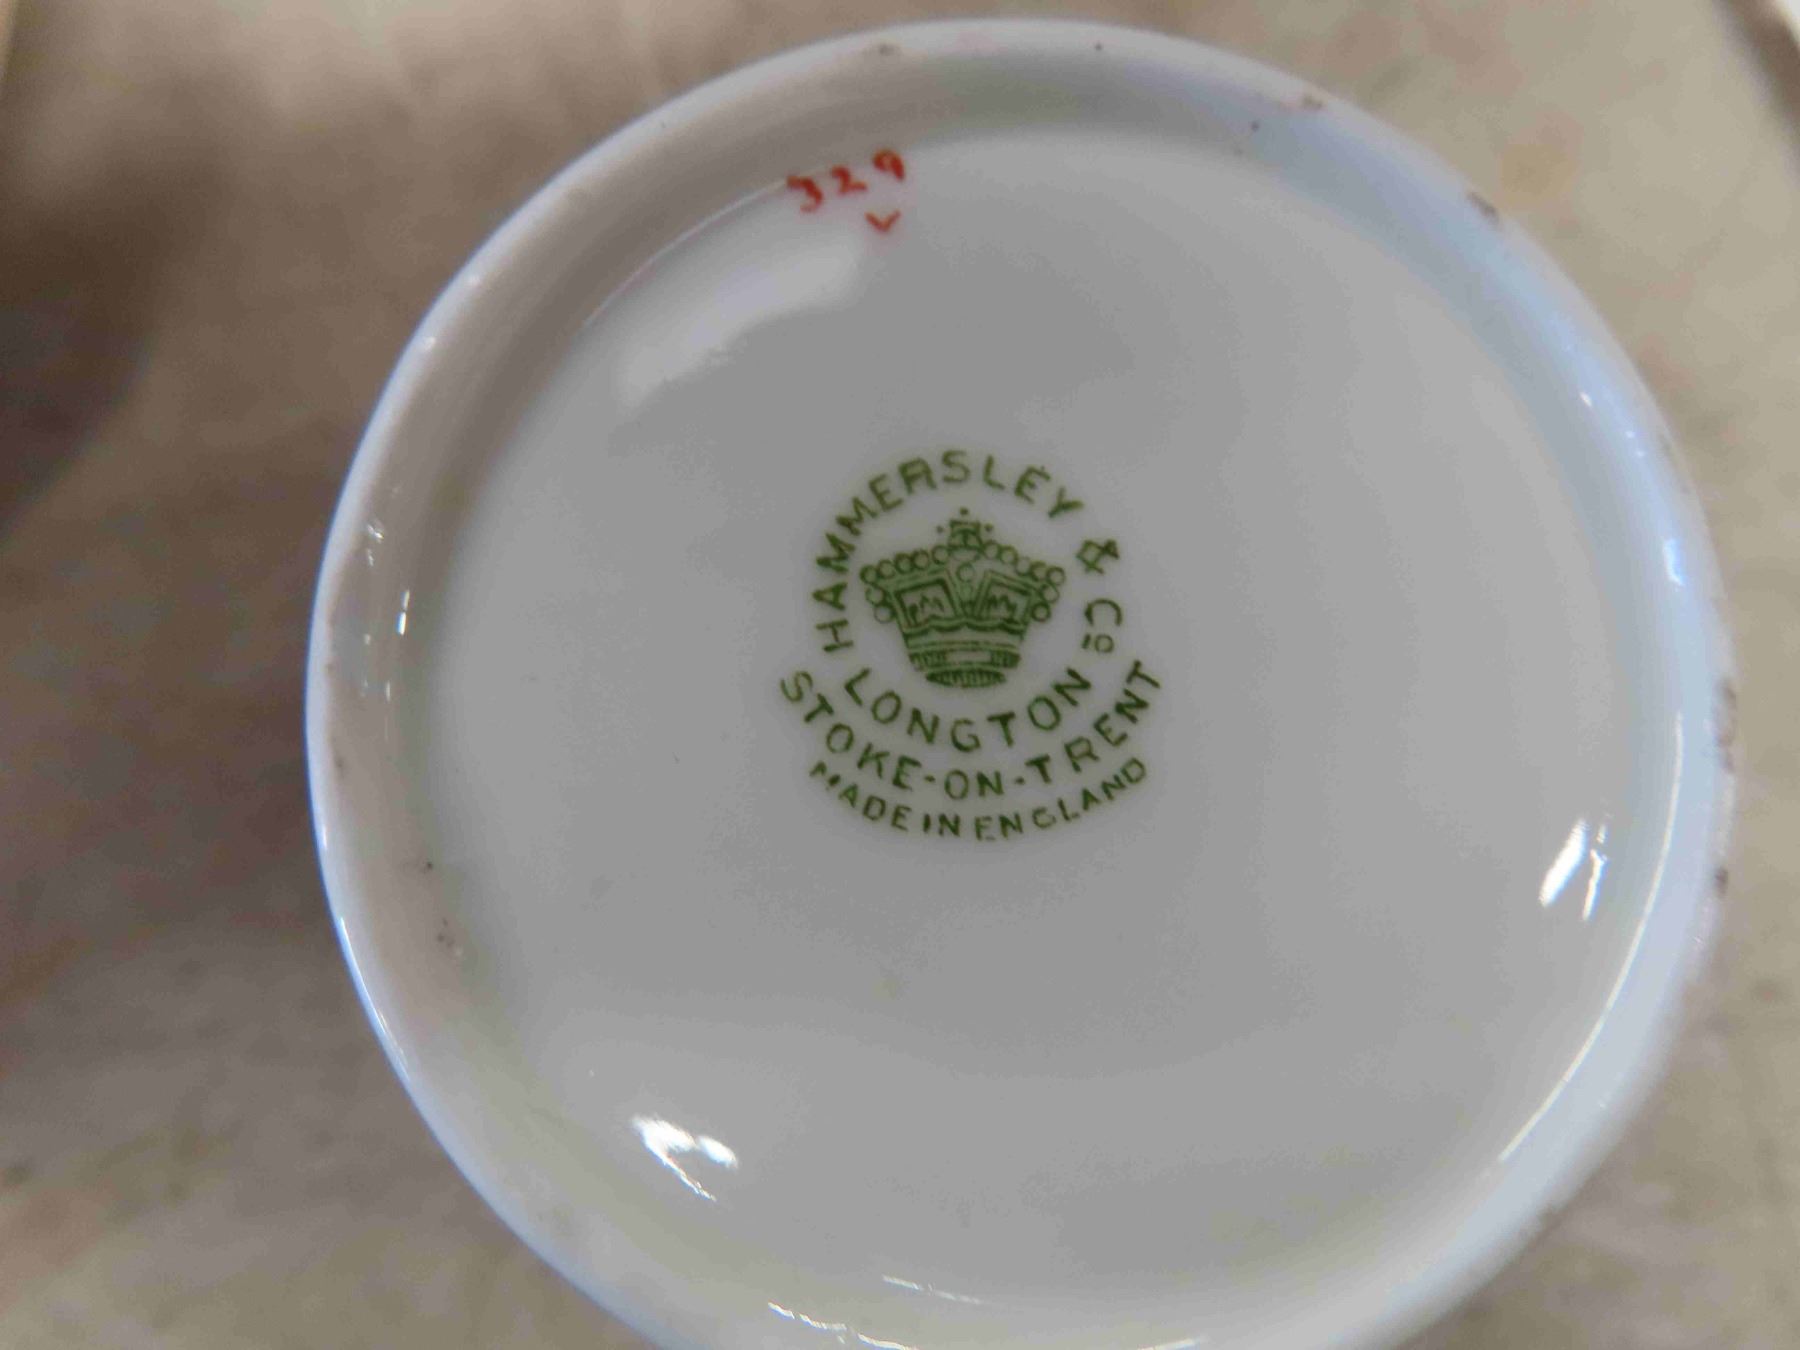 329
HAMMERSLEY & Co
LONGTON
STOKE-ON-TRENT
MADE IN ENGLAND